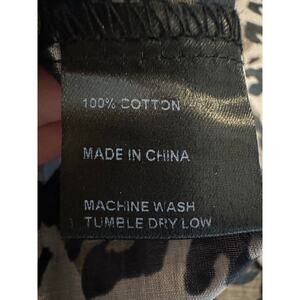 100% COTTON
MADE IN CHINA
MACHINE WASH
TUMBLE DRY LOW